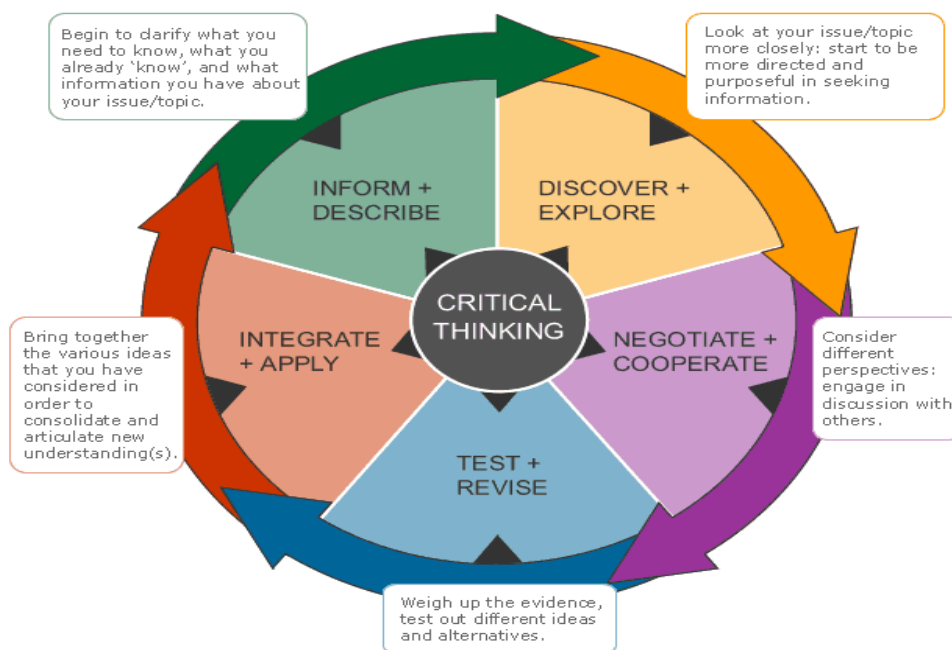 Begin to clarify what you
need to know, what you
already ‘know’, and what
information you have about
your issue/topic.
Look at your issue/topic
more closely: start to be
more directed and
purposeful in seeking
information.
INFORM +
DESCRIBE
DISCOVER +
EXPLORE
CRITICAL
THINKING
Bring together
the various ideas
that you have
considered in
order to
consolidate and
articulate new
understanding(s).
INTEGRATE
+ APPLY
NEGOTIATE +
COOPERATE
Consider
different
perspectives:
engage in
discussion with
others.
TEST +
REVISE
Weigh up the evidence,
test out different ideas
and alternatives.